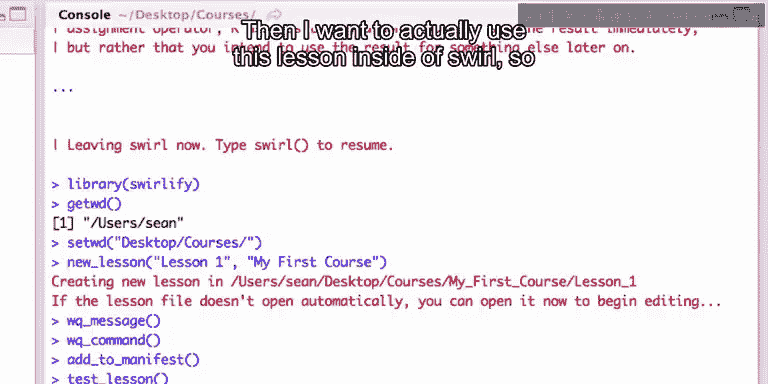 Console ~/Desktop/Courses/
Then I want to actually use
this lesson inside of swirl, so
| but rather that you intend to use the result for something else later on.
...
| Leaving swirl now. Type swirl() to resume.
> library(swirlify)
> getwd()
[1] "/Users/sean"
> setwd("Desktop/Courses/")
> new_lesson("Lesson 1", "My First Course")
Creating new lesson in /Users/sean/Desktop/Courses/My_First_Course/Lesson_1
If the lesson file doesn't open automatically, you can open it now to begin editing...
> wq_message()
> wq_command()
> add_to_manifest()
> test_lesson()